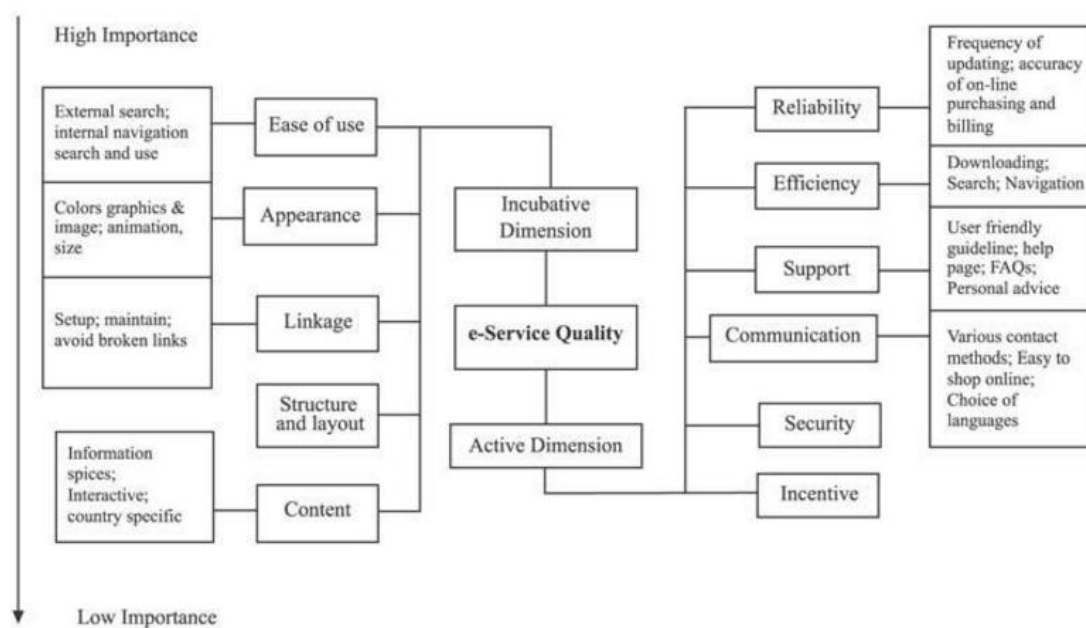 High Importance
External search;
internal navigation
search and use
Ease of use
Colors graphics &
image; animation,
size
Appearance
Setup; maintain;
avoid broken links
Linkage
Structure
and layout
Information
spices;
Interactive;
country specific
Content
Incubative
Dimension
e-Service Quality
Active Dimension
Reliability
Frequency of
updating; accuracy
of on-line
purchasing and
billing
Efficiency
Downloading;
Search; Navigation
Support
User friendly
guideline; help
page; FAQs;
Personal advice
Communication
Various contact
methods; Easy to
shop online;
Choice of
languages
Security
Incentive
Low Importance